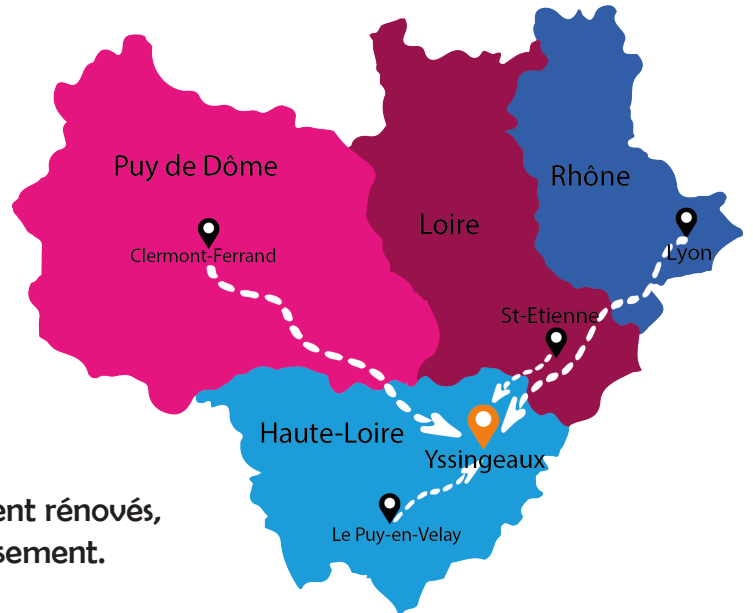 Puy de Dôme
Rhône
Loire
Clermont-Ferrand
Lyon
St-Etienne
Haute-Loire
Yssingeaux
Le Puy-en-Velay
ent rénovés,
sement.